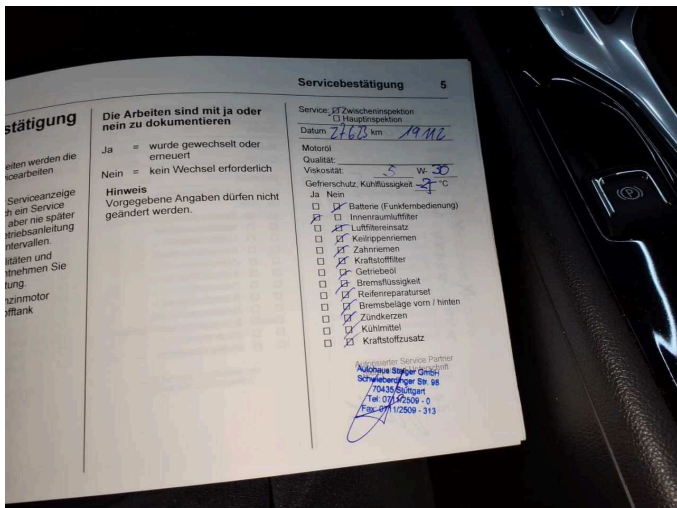 Servicebestätigung 5
stätigung
eiten werden die
icearbeiten
Serviceanzeige
ch ein Service
aber nie später
etriebsanleitung
ntervallen.
litäten und
tnehmen Sie
tung.
nzinmotor
offtank
Die Arbeiten sind mit ja oder
nein zu dokumentieren
Ja = wurde gewechselt oder
erneuert
Nein = kein Wechsel erforderlich
Hinweis
Vorgegebene Angaben dürfen nicht
geändert werden.
Service: Zwischeninspektion
Hauptinspektion
Datum km 19112
Motoröl
Qualität:
Viskosität: 5 W- 30
Gefrierschutz, Kühlflüssigkeit °C
Ja Nein
Batterie (Funkfernbedienung)
Innenraumluftfilter
Luftfiltereinsatz
Keilrippenriemen
Zahnriemen
Kraftstofffilter
Getriebeöl
Bremsflüssigkeit
Reifenreparaturset
Bremsbeläge vorn / hinten
Zündkerzen
Kühlmittel
Kraftstoffzusatz
Autorisierter Service Partner
Autohaus Staiger GmbH
Schwieberdinger Str. 98
70435 Stuttgart
Tel: 0711/2509 - 0
Fax: 0711/2509 - 313